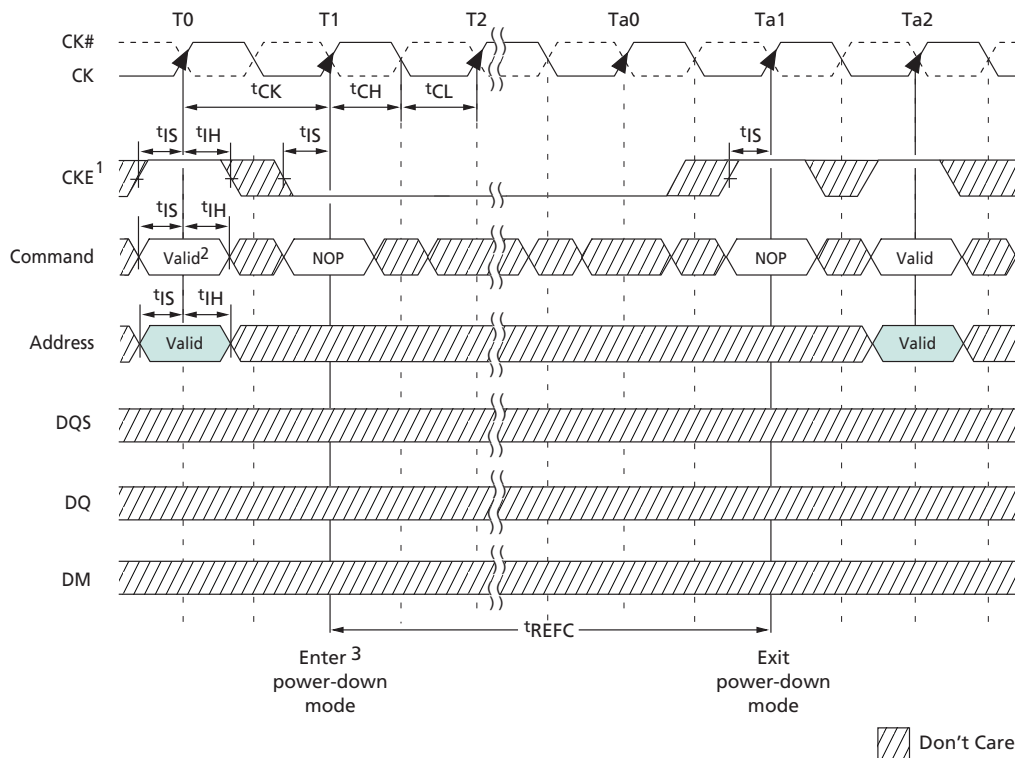 T0 T1 T2 Ta0 Ta1 Ta2
CK#
CK
tCK tCH tCL
tIS tIH tIS tIS
CKE1
tIS tIH
Command Valid2 NOP NOP Valid
tIS tIH
Address Valid Valid
DQS
DQ
DM
tREFC
Enter 3 Exit
power-down power-down
mode mode
Don't Care